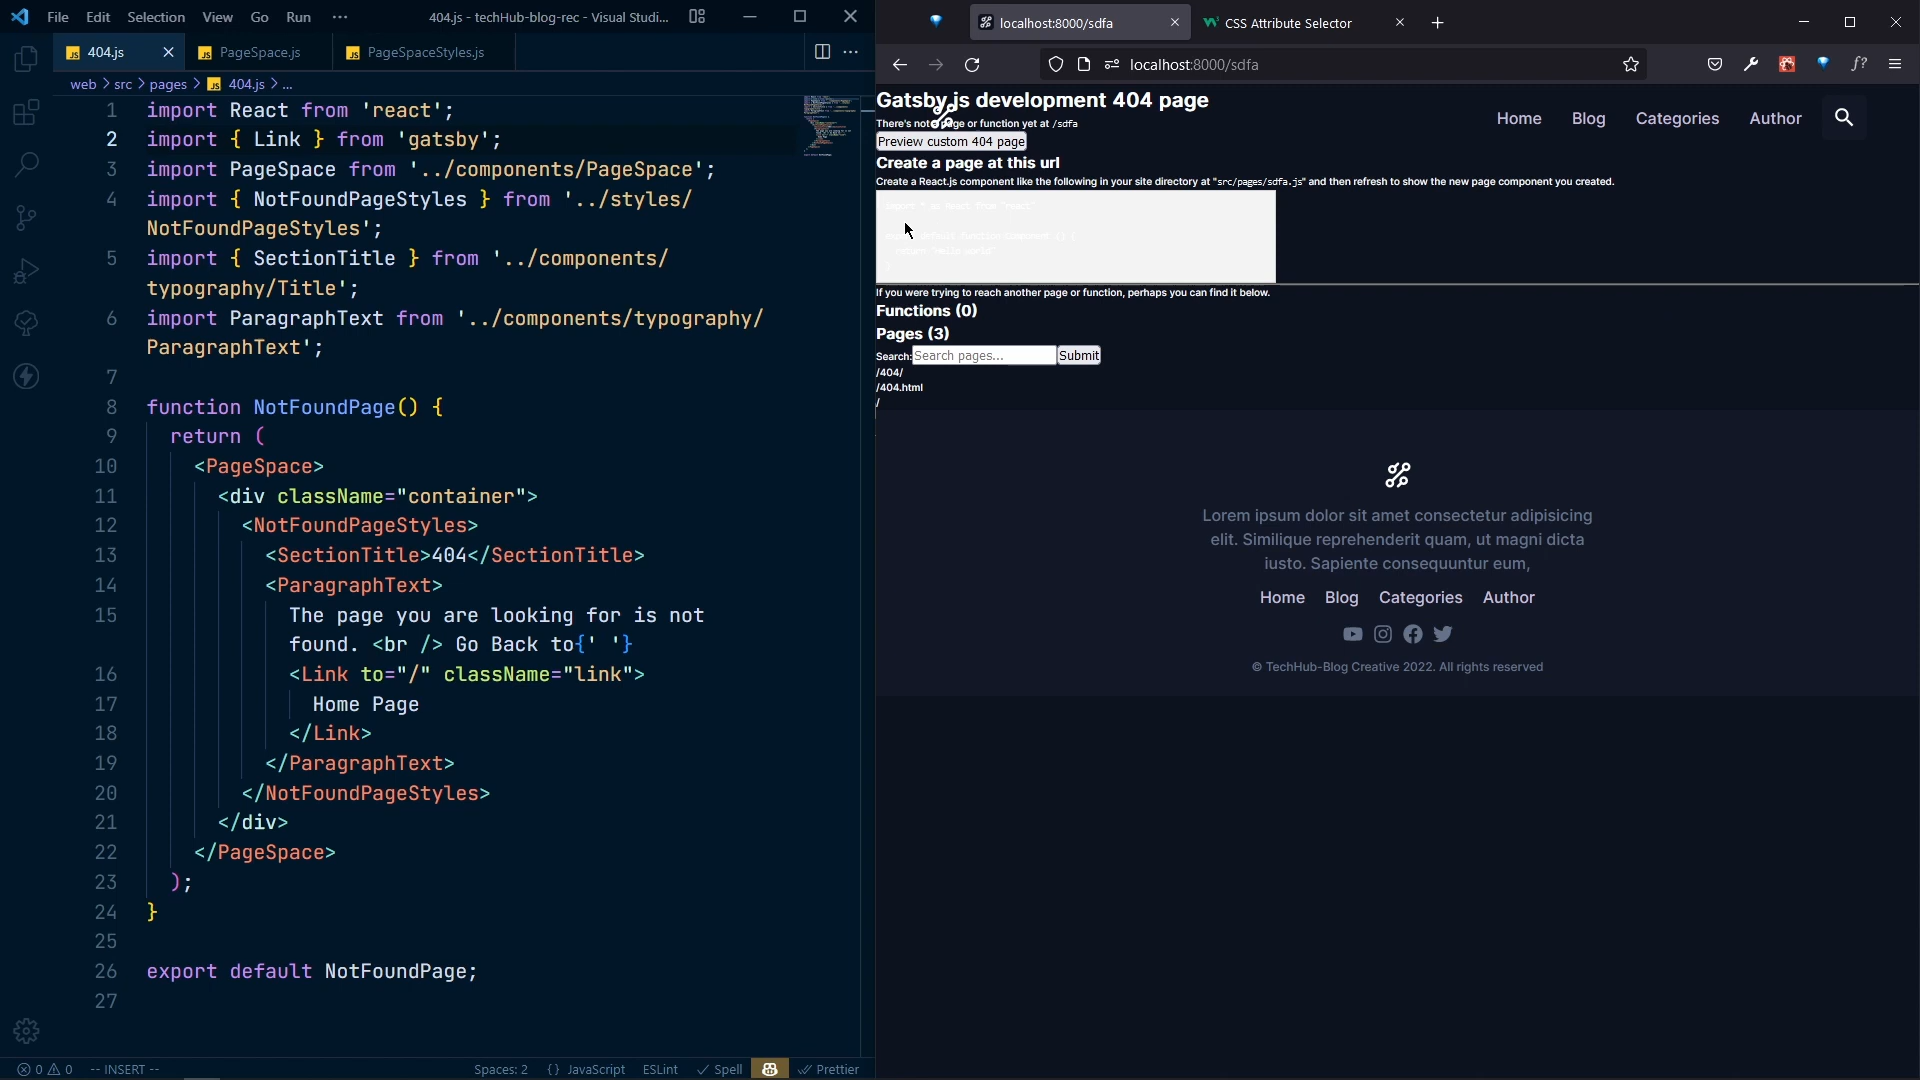 File Edit Selection View Go Run ··· 404.js - techHub-blog-rec - Visual Studi...
404.js PageSpace.js PageSpaceStyles.js
web > src > pages > 404.js > ...
1 import React from 'react';
2 import { Link } from 'gatsby';
3 import PageSpace from '../components/PageSpace';
4 import { NotFoundPageStyles } from '../styles/
NotFoundPageStyles';
5 import { SectionTitle } from '../components/
typography/Title';
6 import ParagraphText from '../components/typography/
ParagraphText';
7
8 function NotFoundPage() {
9 return (
10 <PageSpace>
11 <div className="container">
12 <NotFoundPageStyles>
13 <SectionTitle>404</SectionTitle>
14 <ParagraphText>
15 The page you are looking for is not
found. <br /> Go Back to{' '}
16 <Link to="/" className="link">
17 Home Page
18 </Link>
19 </ParagraphText>
20 </NotFoundPageStyles>
21 </div>
22 </PageSpace>
23 );
24 }
25
26 export default NotFoundPage;
27
0 0 -- INSERT -- Spaces: 2 {} JavaScript ESLint Spell Prettier
localhost:8000/sdfa CSS Attribute Selector
localhost:8000/sdfa
Gatsby.js development 404 page
There's not a page or function yet at /sdfa
Home Blog Categories Author
Preview custom 404 page
Create a page at this url
Create a React.js component like the following in your site directory at "src/pages/sdfa.js" and then refresh to show the new page component you created.
import * as React from "react"
default function Component () {
return "Hello world"
}
If you were trying to reach another page or function, perhaps you can find it below.
Functions (0)
Pages (3)
Search: Search pages... Submit
/404/
/404.html
/
Lorem ipsum dolor sit amet consectetur adipisicing
elit. Similique reprehenderit quam, ut magni dicta
iusto. Sapiente consequuntur eum,
Home Blog Categories Author
© TechHub-Blog Creative 2022. All rights reserved